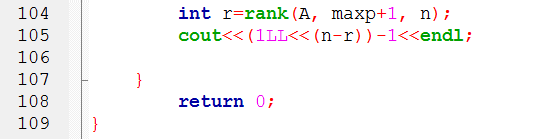 104 int r=rank(A, maxp+1, n);
105 cout<<(1LL<<(n-r))-1<<endl;
106
107 }
108 return 0;
109 }